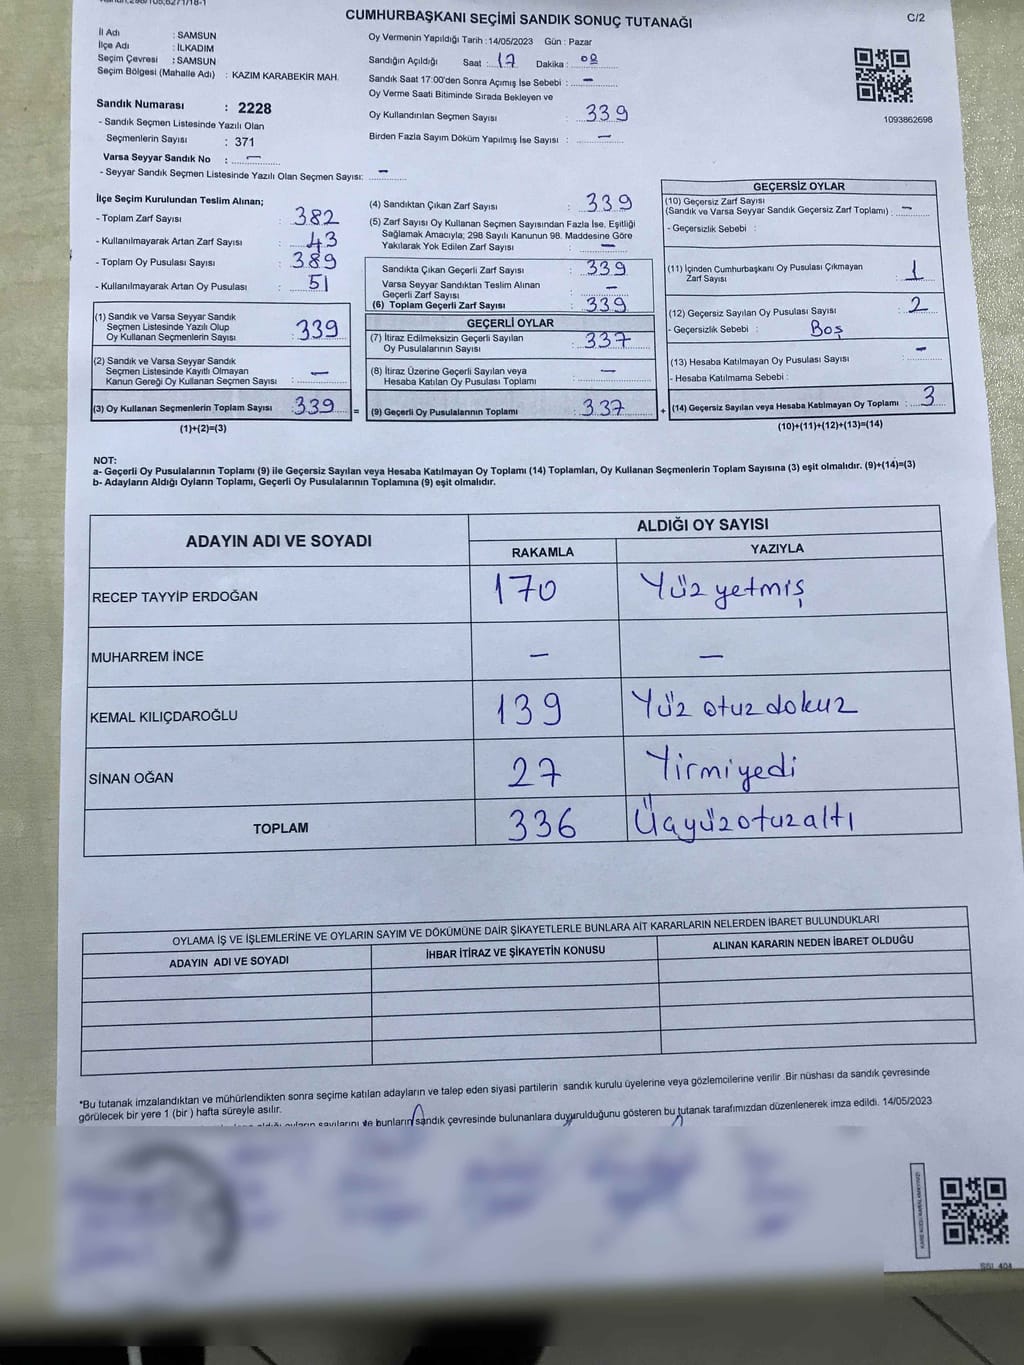 CUMHURBAŞKANI SEÇİMİ SANDIK SONUÇ TUTANAĞI
C/2
İl Adı : SAMSUN
İlçe Adı : İLKADIM
Seçim Çevresi : SAMSUN
Seçim Bölgesi (Mahalle Adı) : KAZIM KARABEKİR MAH.
Sandık Numarası : 2228
- Sandık Seçmen Listesinde Yazılı Olan
Seçmenlerin Sayısı : 371
Varsa Seyyar Sandık No : —
- Seyyar Sandık Seçmen Listesinde Yazılı Olan Seçmen Sayısı: —
Oy Vermenin Yapıldığı Tarih : 14/05/2023 Gün : Pazar
Sandığın Açıldığı Saat : 17 Dakika : 08
Sandık Saat 17:00'den Sonra Açımış İse Sebebi : —
Oy Verme Saati Bitiminde Sırada Bekleyen ve
Oy Kullandırılan Seçmen Sayısı : 339
Birden Fazla Sayım Döküm Yapılmış İse Sayısı : —
1093862698
İlçe Seçim Kurulundan Teslim Alınan;
- Toplam Zarf Sayısı : 382
- Kullanılmayarak Artan Zarf Sayısı : 43
- Toplam Oy Pusulası Sayısı : 389
- Kullanılmayarak Artan Oy Pusulası : 51
(1) Sandık ve Varsa Seyyar Sandık
Seçmen Listesinde Yazılı Olup
Oy Kullanan Seçmenlerin Sayısı : 339
(2) Sandık ve Varsa Seyyar Sandık
Seçmen Listesinde Kayıtlı Olmayan
Kanun Gereği Oy Kullanan Seçmen Sayısı : —
(3) Oy Kullanan Seçmenlerin Toplam Sayısı : 339 =
(1)+(2)=(3)
(4) Sandıktan Çıkan Zarf Sayısı : 339
(5) Zarf Sayısı Oy Kullanan Seçmen Sayısından Fazla İse, Eşitliği
Sağlamak Amacıyla; 298 Sayılı Kanunun 98. Maddesine Göre
Yakılarak Yok Edilen Zarf Sayısı : —
Sandıkta Çıkan Geçerli Zarf Sayısı : 339
Varsa Seyyar Sandıktan Teslim Alınan
Geçerli Zarf Sayısı : —
(6) Toplam Geçerli Zarf Sayısı : 339
GEÇERLİ OYLAR
(7) İtiraz Edilmeksizin Geçerli Sayılan
Oy Pusulalarının Sayısı : 337
(8) İtiraz Üzerine Geçerli Sayılan veya
Hesaba Katılan Oy Pusulası Toplamı : —
(9) Geçerli Oy Pusulalarının Toplamı : 337 +
GEÇERSİZ OYLAR
(10) Geçersiz Zarf Sayısı
(Sandık ve Varsa Seyyar Sandık Geçersiz Zarf Toplamı) : —
- Geçersizlik Sebebi :
(11) İçinden Cumhurbaşkanı Oy Pusulası Çıkmayan
Zarf Sayısı : 1
(12) Geçersiz Sayılan Oy Pusulası Sayısı : 2
- Geçersizlik Sebebi : Boş
(13) Hesaba Katılmayan Oy Pusulası Sayısı : —
- Hesaba Katılmama Sebebi :
(14) Geçersiz Sayılan veya Hesaba Katılmayan Oy Toplamı : 3
(10)+(11)+(12)+(13)=(14)
NOT:
a- Geçerli Oy Pusulalarının Toplamı (9) ile Geçersiz Sayılan veya Hesaba Katılmayan Oy Toplamı (14) Toplamları, Oy Kullanan Seçmenlerin Toplam Sayısına (3) eşit olmalıdır. (9)+(14)=(3)
b- Adayların Aldığı Oyların Toplamı, Geçerli Oy Pusulalarının Toplamına (9) eşit olmalıdır.
ADAYIN ADI VE SOYADI
ALDIĞI OY SAYISI
RAKAMLA YAZIYLA
RECEP TAYYİP ERDOĞAN 170 Yüz yetmiş
MUHARREM İNCE — —
KEMAL KILIÇDAROĞLU 139 Yüz otuz dokuz
SİNAN OĞAN 27 Yirmiyedi
TOPLAM 336 Üçyüzotuzaltı
OYLAMA İŞ VE İŞLEMLERİNE VE OYLARIN SAYIM VE DÖKÜMÜNE DAİR ŞİKAYETLERLE BUNLARA AİT KARARLARIN NELERDEN İBARET BULUNDUKLARI
ADAYIN ADI VE SOYADI İHBAR İTİRAZ VE ŞİKAYETİN KONUSU ALINAN KARARIN NEDEN İBARET OLDUĞU
*Bu tutanak imzalandıktan ve mühürlendikten sonra seçime katılan adayların ve talep eden siyasi partilerin sandık kurulu üyelerine veya gözlemcilerine verilir .Bir nüshası da sandık çevresinde
görülecek bir yere 1 (bir ) hafta süreyle asılır.
oyların sayılarını ve bunların sandık çevresinde bulunanlara duyurulduğunu gösteren bu tutanak tarafımızdan düzenlenerek imza edildi. 14/05/2023